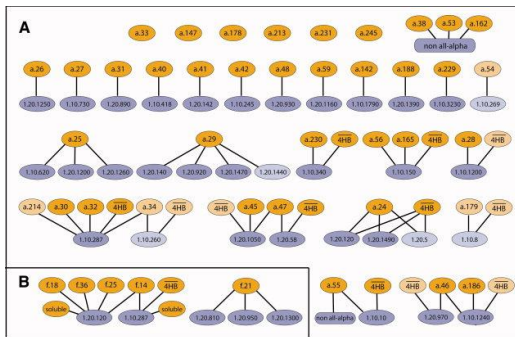 A
a.33 a.147 a.178 a.213 a.231 a.245 a.38 a.53 a.162
non all-alpha
a.26 a.27 a.31 a.40 a.41 a.42 a.48 a.59 a.142 a.188 a.229 a.54
1.20.1250 1.10.730 1.20.890 1.10.418 1.20.142 1.10.245 1.20.930 1.20.1160 1.10.1790 1.20.1390 1.10.3230 1.10.269
a.25 a.29 a.230 4HB a.56 a.165 4HB a.28 4HB
1.10.620 1.20.1200 1.20.1260 1.20.140 1.20.920 1.20.1470 1.20.1440 1.10.340 1.10.150 1.10.1200
a.214 a.30 a.32 4HB a.34 4HB 4HB a.45 a.47 4HB a.24 4HB a.179 4HB
1.10.287 1.10.260 1.20.1050 1.20.58 1.20.120 1.20.1490 1.20.5 1.10.8
B
f.18 f.36 f.25 f.14 4HB f.21 a.55 4HB 4HB a.46 a.186 4HB
soluble soluble
1.20.120 1.10.287 1.20.810 1.20.950 1.20.1300 non all-alpha 1.10.10 1.20.970 1.10.1240